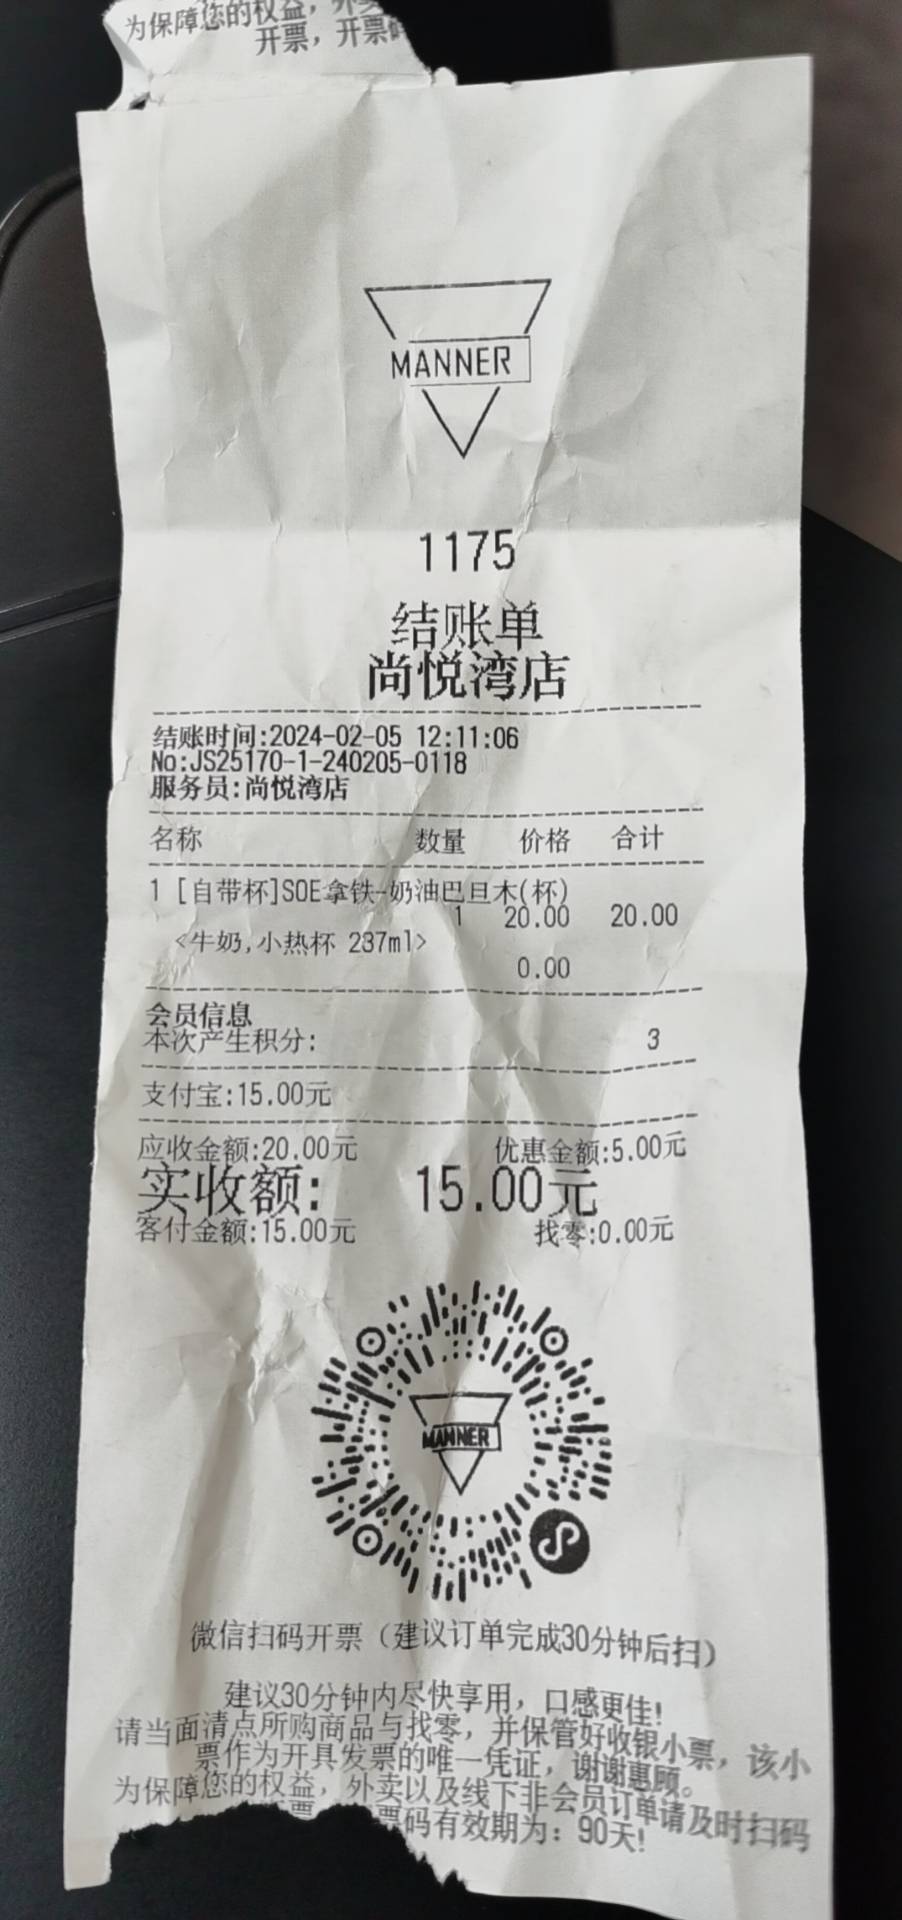 为保障您的权益，外卖
开票，开票码
MANNER
1175
结账单
尚悦湾店
结账时间:2024-02-05 12:11:06
No:JS25170-1-240205-0118
服务员:尚悦湾店
名称 数量 价格 合计
1 [自带杯]SOE拿铁-奶油巴旦木(杯)
1 20.00 20.00
<牛奶,小热杯 237ml>
0.00
会员信息
本次产生积分: 3
支付宝:15.00元
应收金额:20.00元 优惠金额:5.00元
实收额: 15.00元
客付金额:15.00元 找零:0.00元
MANNER
微信扫码开票（建议订单完成30分钟后扫）
建议30分钟内尽快享用，口感更佳!
请当面清点所购商品与找零，并保管好收银小票，该小
票作为开具发票的唯一凭证，谢谢惠顾。
为保障您的权益，外卖以及线下非会员订单请及时扫码
票 票码有效期为：90天!